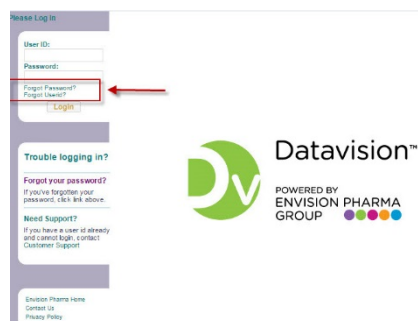 Please Log In
User ID:
Password:
Forgot Password?
Forgot Userid?
Login
Trouble logging in?
Forgot your password?
If you've forgotten your
password, click link above.
Need Support?
If you have a user id already
and cannot login, contact
Customer Support
Envision Pharma Home
Contact Us
Privacy Policy
Dv
Datavision™
POWERED BY
ENVISION PHARMA
GROUP